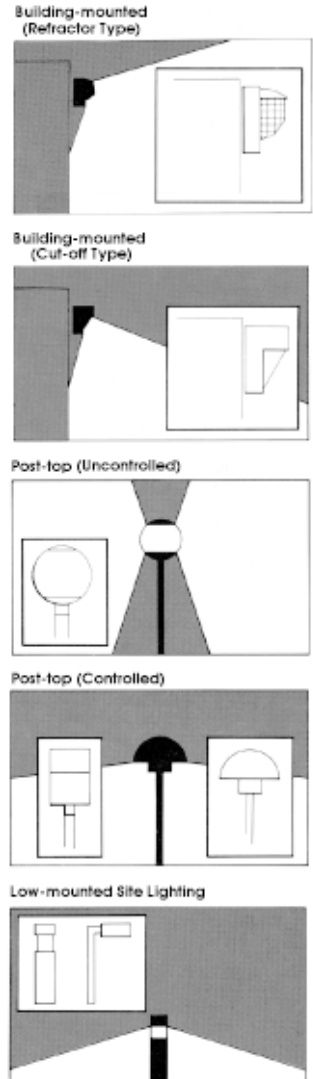 Building-mounted
(Refractor Type)
Building-mounted
(Cut-off Type)
Post-top (Uncontrolled)
Post-top (Controlled)
Low-mounted Site Lighting